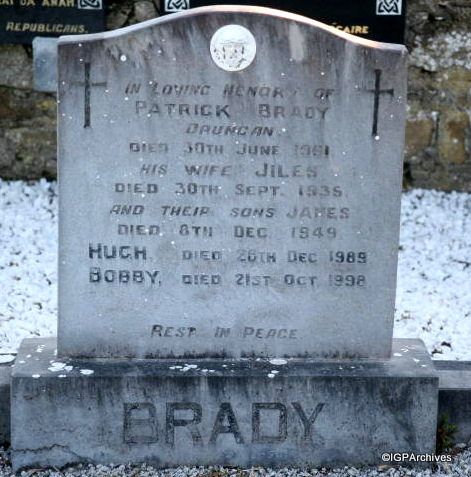 REPUBLICANS.
IN LOVING MEMORY OF
PATRICK BRADY
DRUNGAN
DIED 30TH JUNE 1961
HIS WIFE JILES
DIED 30TH SEPT. 1935
AND THEIR SONS JAMES
DIED 8TH DEC. 1949
HUGH, DIED 26TH DEC 1989
BOBBY, DIED 21ST OCT 1998
REST IN PEACE
BRADY
©IGPArchives